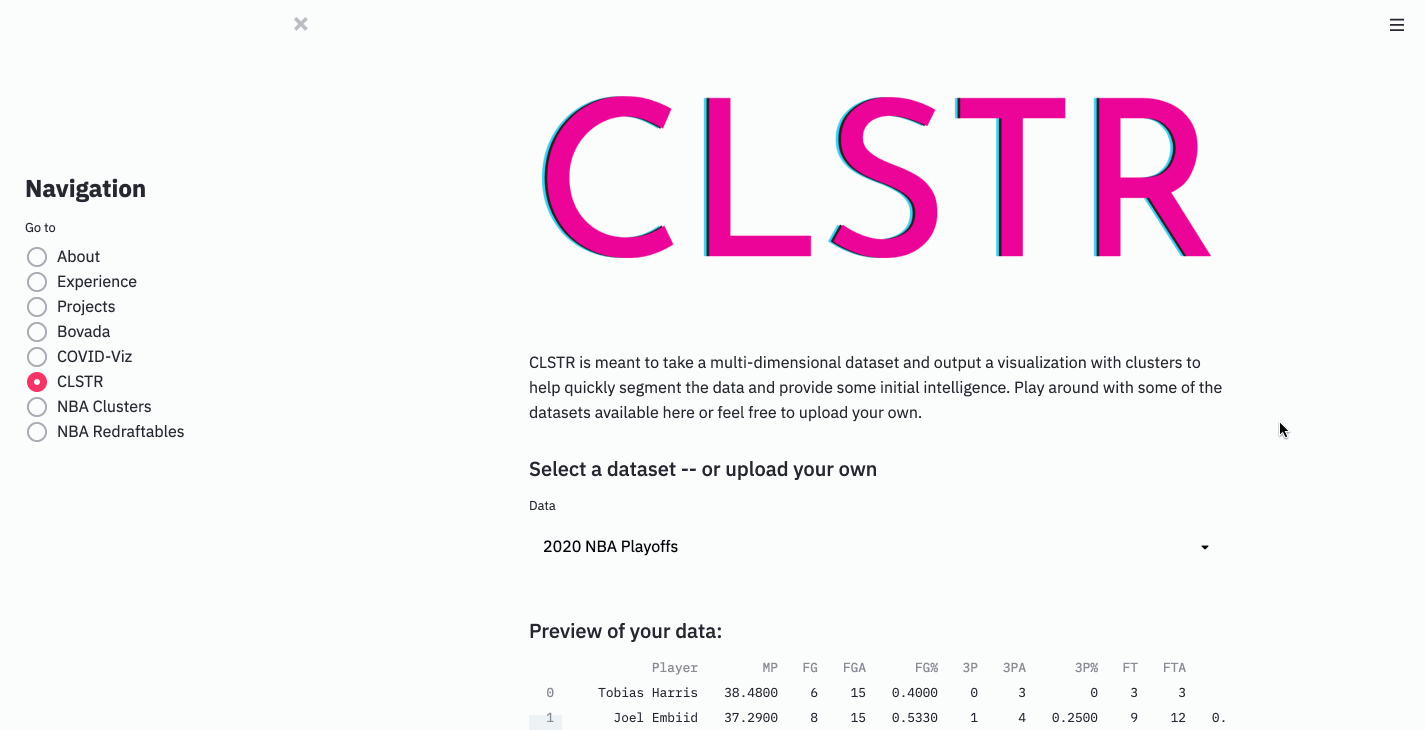 CLSTR
Navigation
Go to
About
Experience
Projects
Bovada
COVID-Viz
CLSTR
NBA Clusters
NBA Redraftables
CLSTR is meant to take a multi-dimensional dataset and output a visualization with clusters to
help quickly segment the data and provide some initial intelligence. Play around with some of the
datasets available here or feel free to upload your own.
Select a dataset -- or upload your own
Data
2020 NBA Playoffs
Preview of your data:
Player MP FG FGA FG% 3P 3PA 3P% FT FTA
0 Tobias Harris 38.4800 6 15 0.4000 0 3 0 3 3
1 Joel Embiid 37.2900 8 15 0.5330 1 4 0.2500 9 12 0.